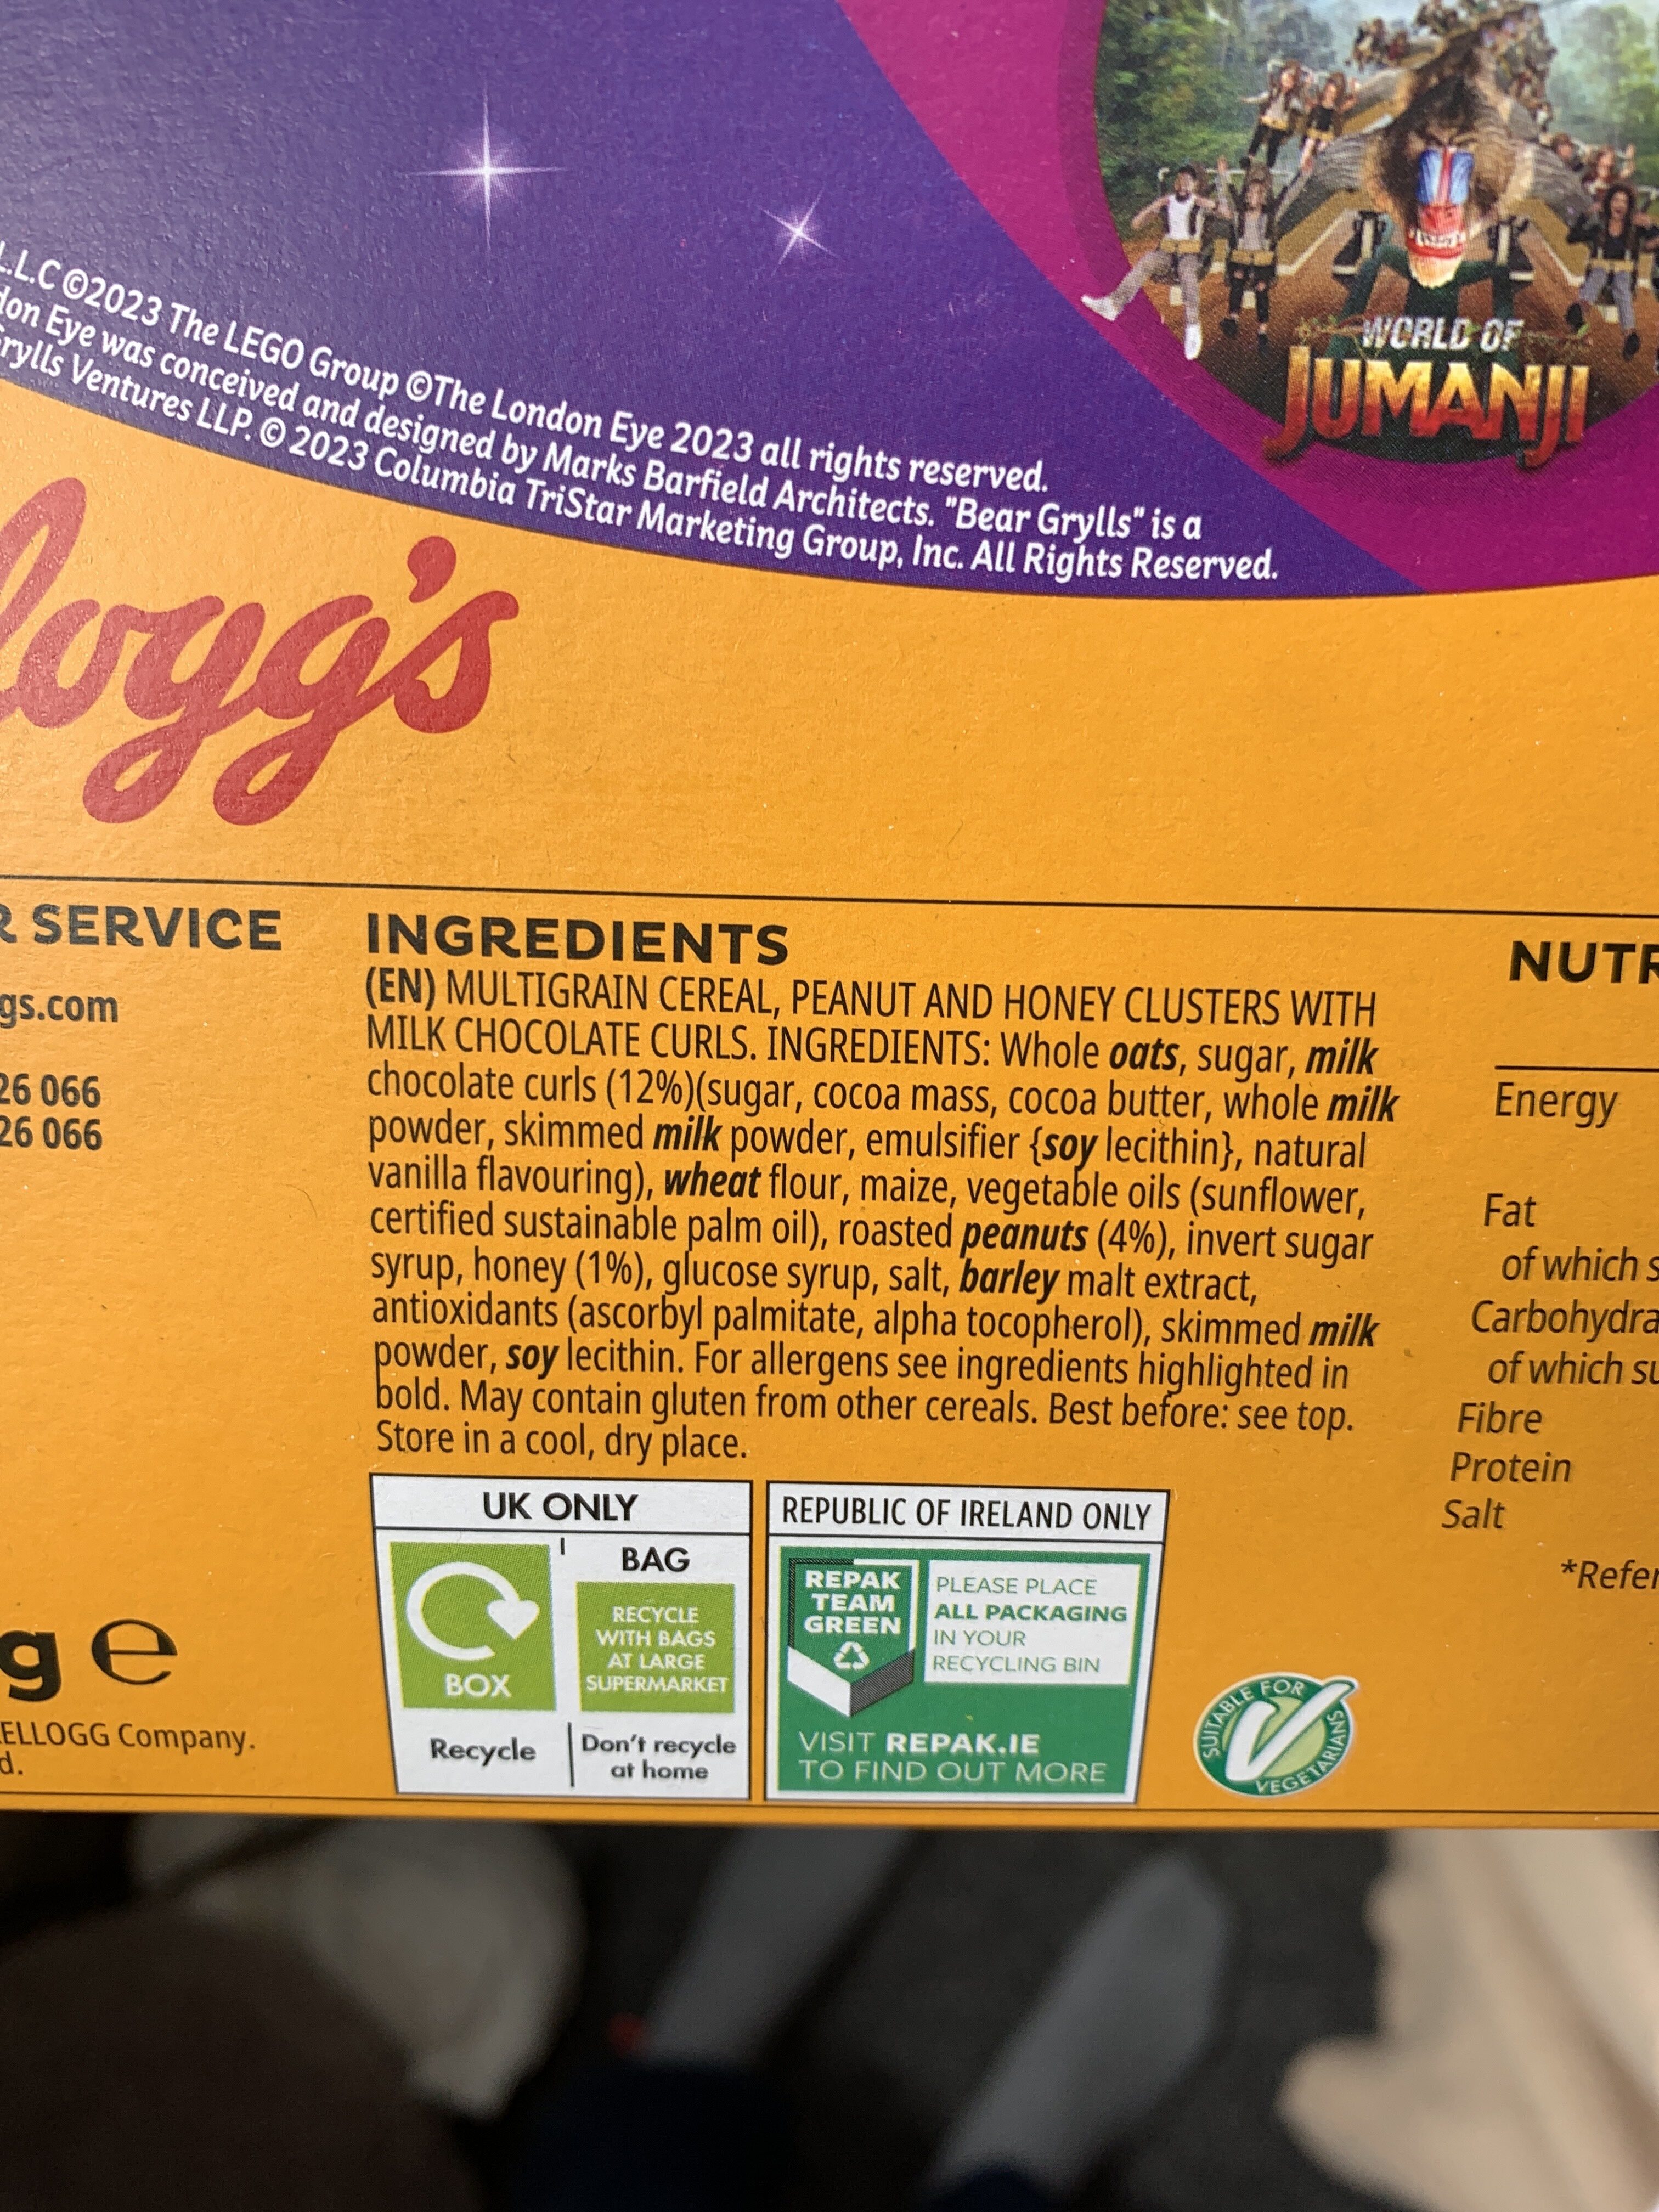 L.L.C ©2023 The LEGO Group ©The London Eye 2023 all rights reserved.
Eye was conceived and designed by Marks Barfield Architects. "Bear Grylls" is a
Ventures LLP. © 2023 Columbia TriStar Marketing Group, Inc. All Rights Reserved.
WORLD OF
JUMANJI
logg's
SERVICE
gs.com
26 066
26 066
g e
ELLOGG Company.
d.
INGREDIENTS
(EN) MULTIGRAIN CEREAL, PEANUT AND HONEY CLUSTERS WITH
MILK CHOCOLATE CURLS. INGREDIENTS: Whole oats, sugar, milk
chocolate curls (12%)(sugar, cocoa mass, cocoa butter, whole milk
powder, skimmed milk powder, emulsifier {soy lecithin}, natural
vanilla flavouring), wheat flour, maize, vegetable oils (sunflower,
certified sustainable palm oil), roasted peanuts (4%), invert sugar
syrup, honey (1%), glucose syrup, salt, barley malt extract,
antioxidants (ascorbyl palmitate, alpha tocopherol), skimmed milk
powder, soy lecithin. For allergens see ingredients highlighted in
bold. May contain gluten from other cereals. Best before: see top.
Store in a cool, dry place.
UK ONLY
BOX
Recycle
BAG
RECYCLE
WITH BAGS
AT LARGE
SUPERMARKET
Don't recycle
at home
REPUBLIC OF IRELAND ONLY
REPAK
TEAM
GREEN
PLEASE PLACE
ALL PACKAGING
IN YOUR
RECYCLING BIN
VISIT REPAK.IE
TO FIND OUT MORE
SUITABLE FOR
VEGETARIANS
NUTR
Energy
Fat
of which s
Carbohydra
of which su
Fibre
Protein
Salt
*Refer